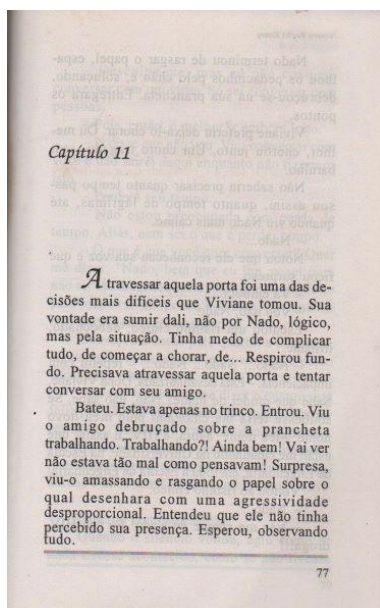 Capítulo 11
Atravessar aquela porta foi uma das de-
cisões mais difíceis que Viviane tomou. Sua
vontade era sumir dali, não por Nado, lógico,
mas pela situação. Tinha medo de complicar
tudo, de começar a chorar, de... Respirou fun-
do. Precisava atravessar aquela porta e tentar
conversar com seu amigo.
Bateu. Estava apenas no trinco. Entrou. Viu
o amigo debruçado sobre a prancheta
trabalhando. Trabalhando?! Ainda bem! Vai ver
não estava tão mal como pensavam! Surpresa,
viu-o amassando e rasgando o papel sobre o
qual desenhara com uma agressividade
desproporcional. Entendeu que ele não tinha
percebido sua presença. Esperou, observando
tudo.
77